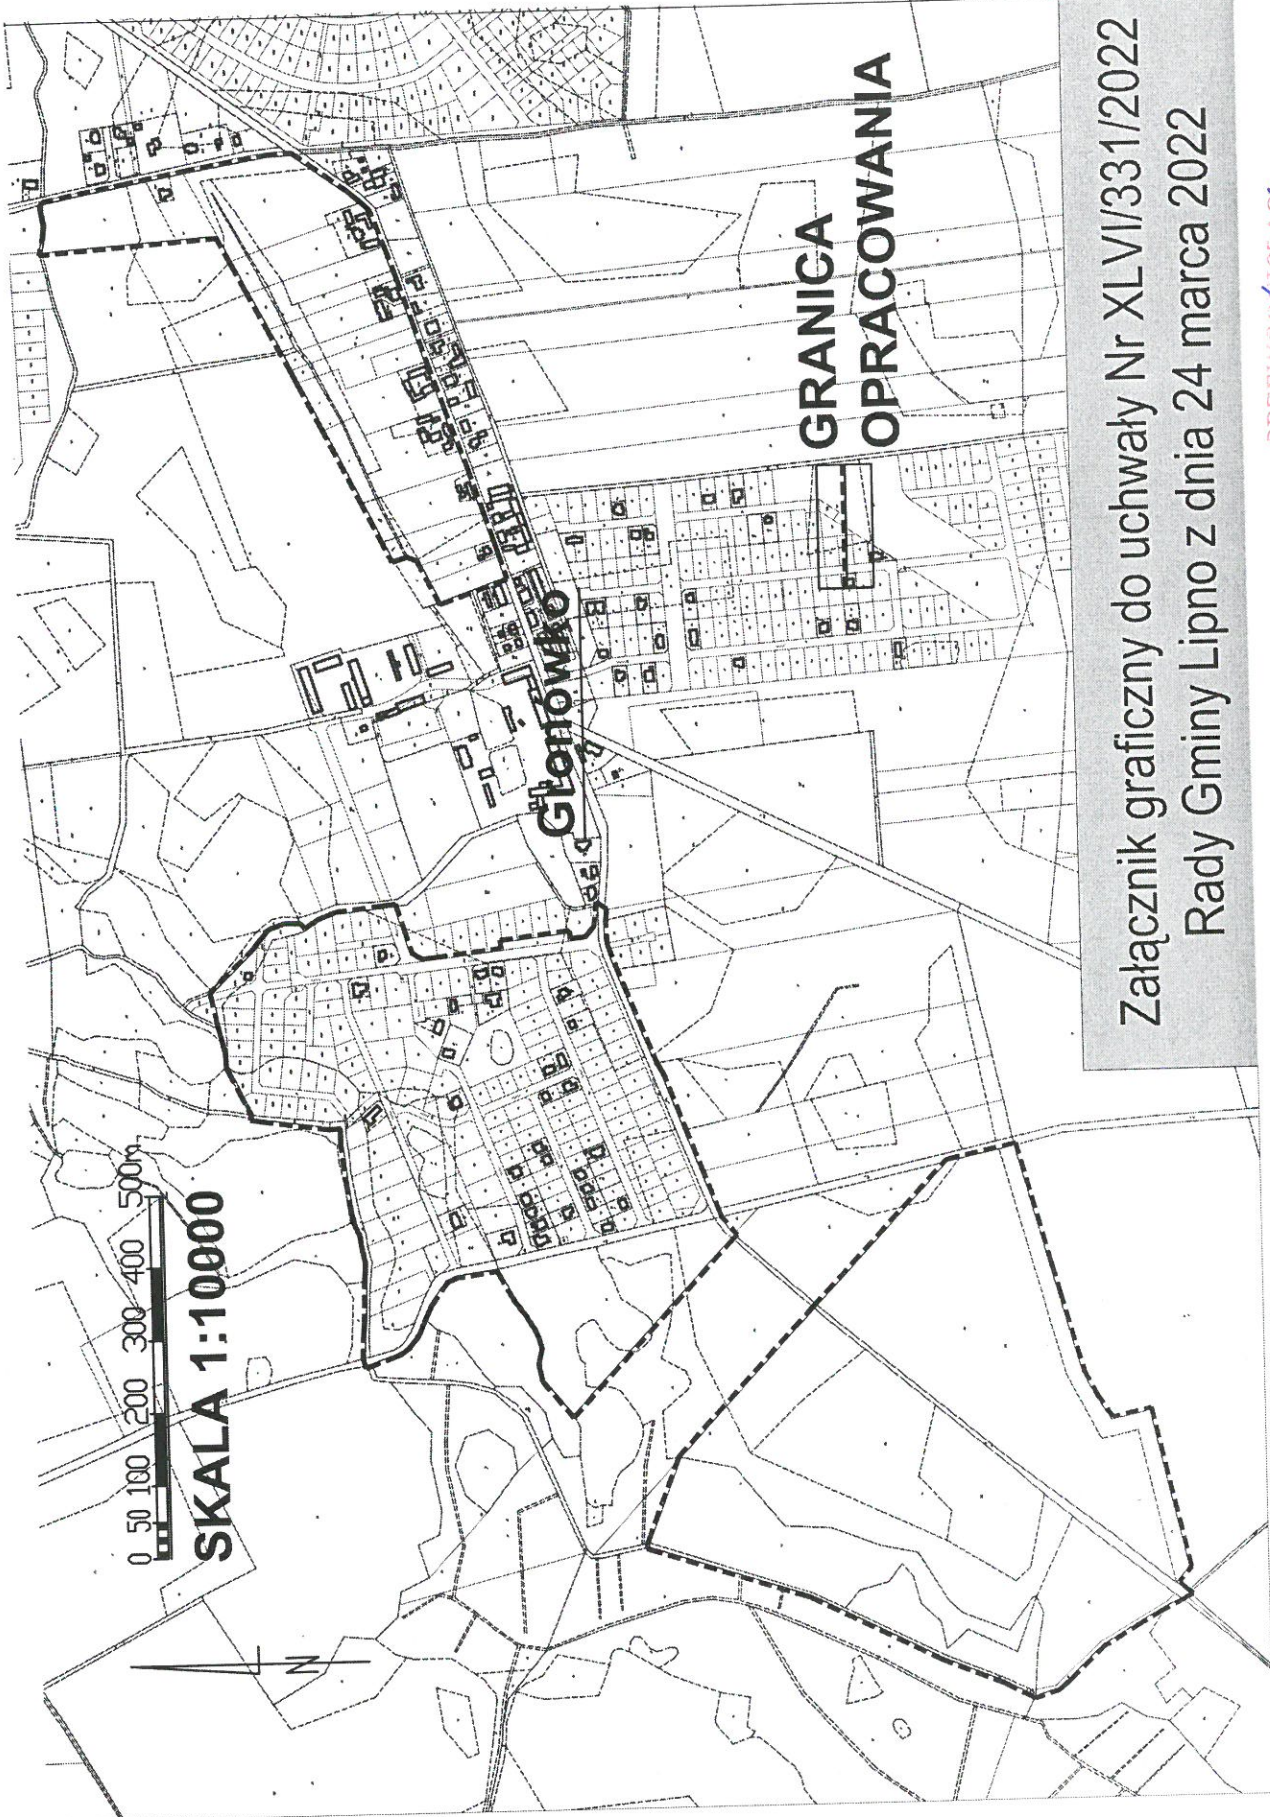 0 50 100 200 300 400 500m
SKALA 1:10000
N
Głonówko
GRANICA
OPRACOWANIA
Załącznik graficzny do uchwały Nr XLVI/331/2022
Rady Gminy Lipno z dnia 24 marca 2022